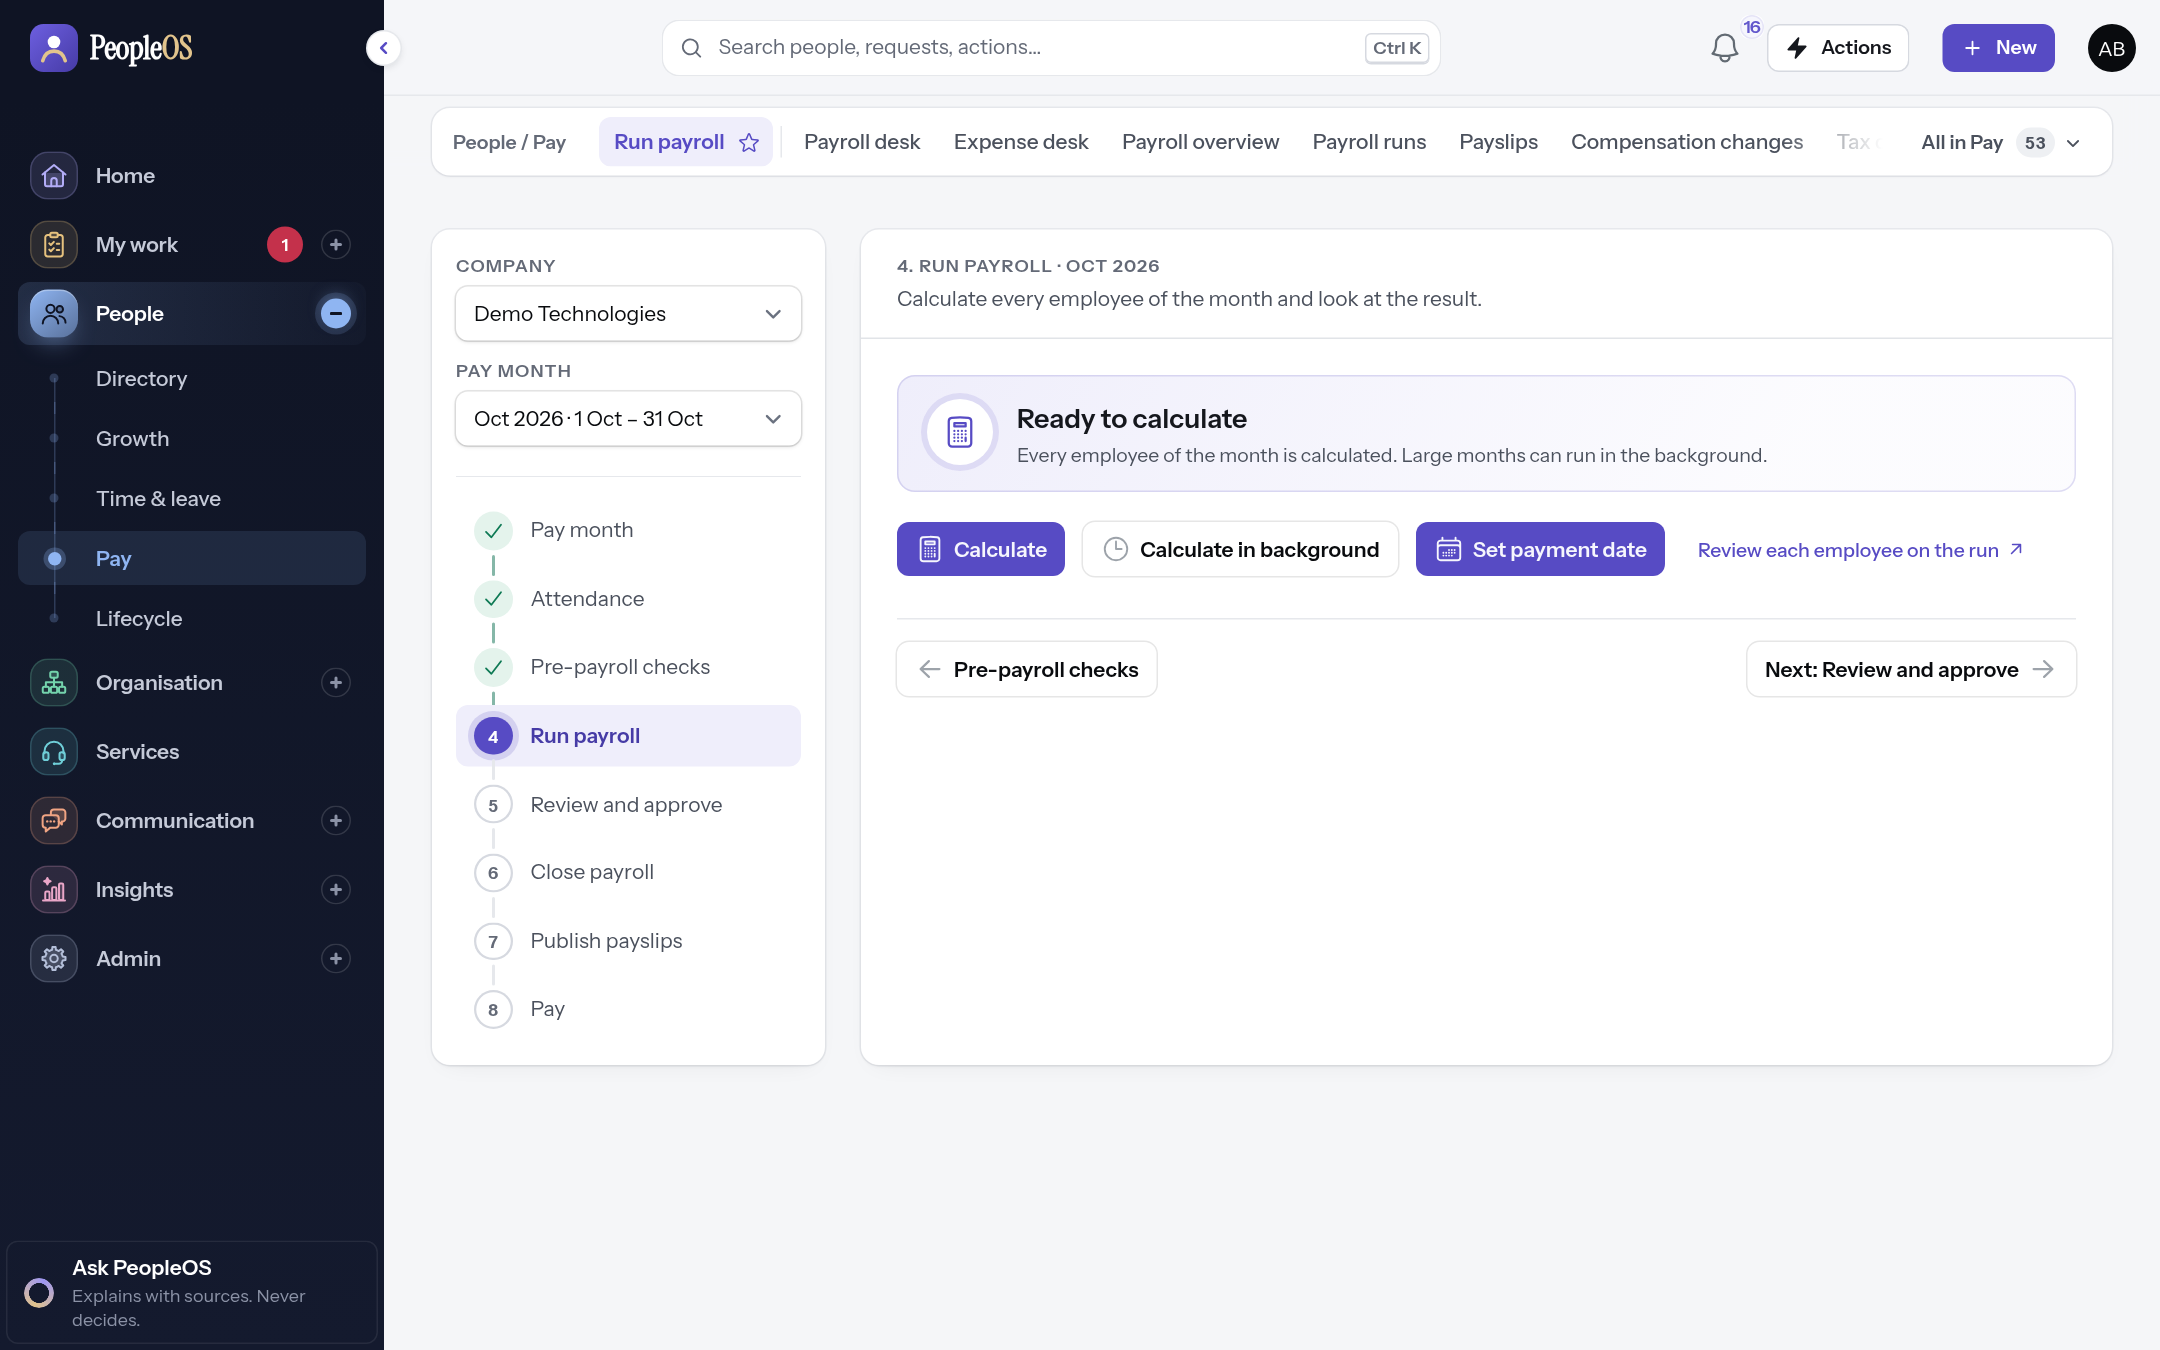 PeopleOS
Search people, requests, actions...
Ctrl K
16
Actions
New
AB
People / Pay
Run payroll
Payroll desk
Expense desk
Payroll overview
Payroll runs
Payslips
Compensation changes
Tax
All in Pay
53
Home
My work
1
People
Directory
Growth
Time & leave
Pay
Lifecycle
Organisation
Services
Communication
Insights
Admin
Ask PeopleOS
Explains with sources. Never
decides.
COMPANY
Demo Technologies
PAY MONTH
Oct 2026 · 1 Oct – 31 Oct
Pay month
Attendance
Pre-payroll checks
4 Run payroll
5 Review and approve
6 Close payroll
7 Publish payslips
8 Pay
4. RUN PAYROLL · OCT 2026
Calculate every employee of the month and look at the result.
Ready to calculate
Every employee of the month is calculated. Large months can run in the background.
Calculate
Calculate in background
Set payment date
Review each employee on the run
Pre-payroll checks
Next: Review and approve